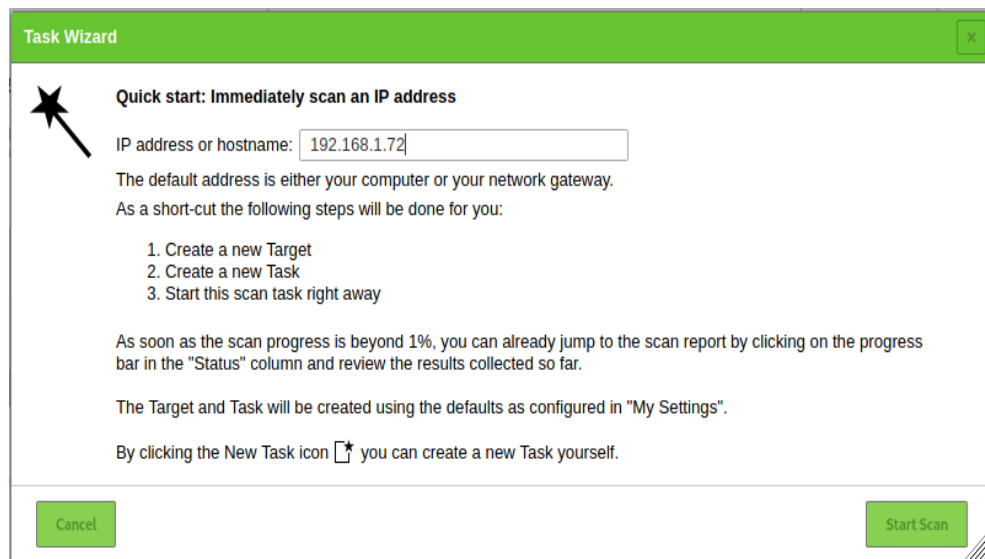 Task Wizard
x
Quick start: Immediately scan an IP address
IP address or hostname: 192.168.1.72
The default address is either your computer or your network gateway.
As a short-cut the following steps will be done for you:
1. Create a new Target
2. Create a new Task
3. Start this scan task right away
As soon as the scan progress is beyond 1%, you can already jump to the scan report by clicking on the progress
bar in the "Status" column and review the results collected so far.
The Target and Task will be created using the defaults as configured in "My Settings".
By clicking the New Task icon you can create a new Task yourself.
Cancel
Start Scan